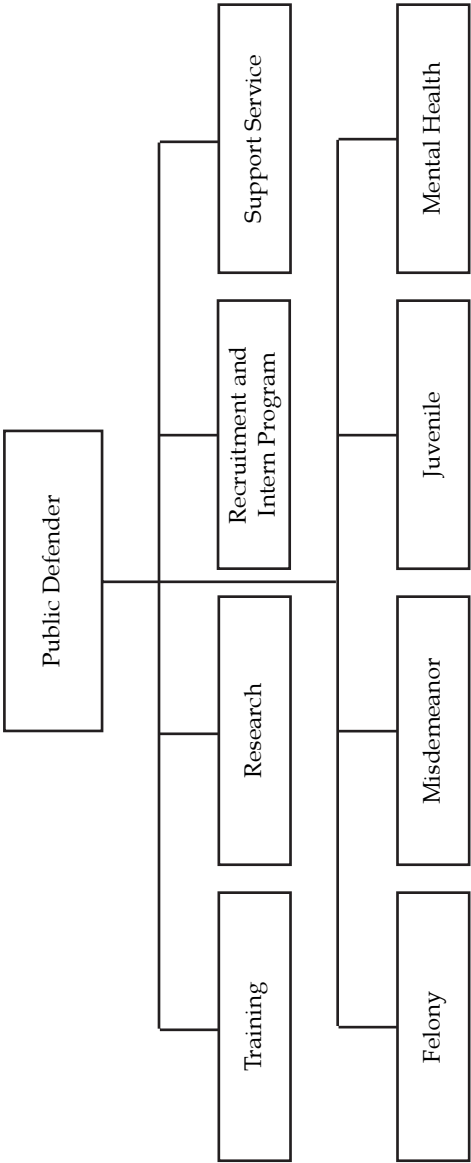 Public Defender
Training
Research
Recruitment and
Intern Program
Support Service
Felony
Misdemeanor
Juvenile
Mental Health